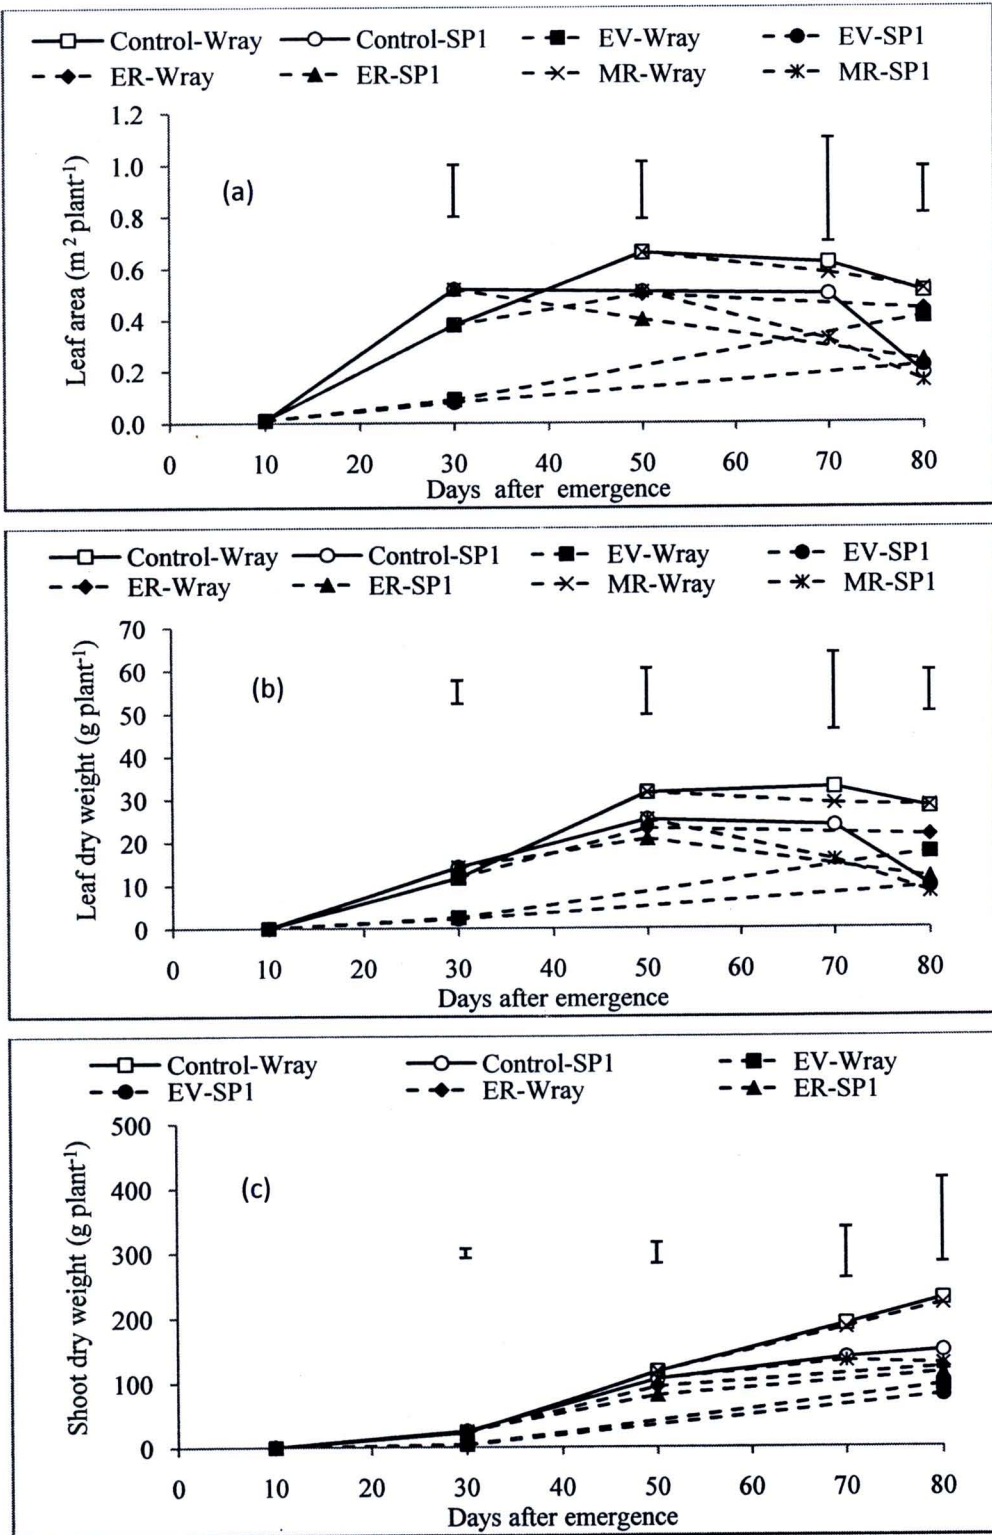 Control-Wray Control-SP1 EV-Wray EV-SP1
ER-Wray ER-SP1 MR-Wray MR-SP1
1.2
1.0
0.8
0.6
0.4
0.2
0.0
Leaf area (m² plant⁻¹)
(a)
0 10 20 30 40 50 60 70 80
Days after emergence
Control-Wray Control-SP1 EV-Wray EV-SP1
ER-Wray ER-SP1 MR-Wray MR-SP1
70
60
50
40
30
20
10
0
Leaf dry weight (g plant⁻¹)
(b)
0 10 20 30 40 50 60 70 80
Days after emergence
Control-Wray Control-SP1 EV-Wray
EV-SP1 ER-Wray ER-SP1
500
400
300
200
100
0
Shoot dry weight (g plant⁻¹)
(c)
0 10 20 30 40 50 60 70 80
Days after emergence